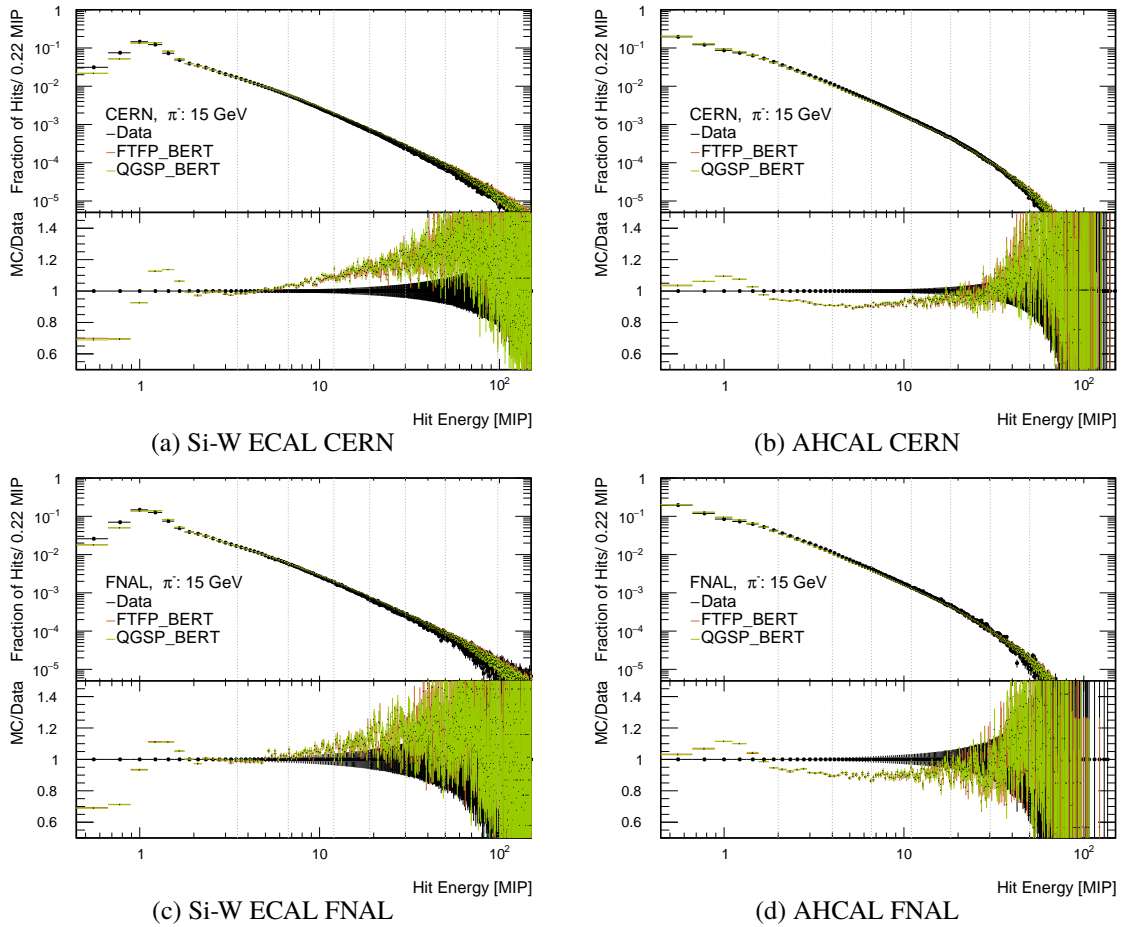 Fraction of Hits/ 0.22 MIP
1
10⁻¹
10⁻²
10⁻³
10⁻⁴
10⁻⁵
CERN, π⁻: 15 GeV
Data
FTFP_BERT
QGSP_BERT
MC/Data
1.4
1.2
1.0
0.8
0.6
1 10 10²
Hit Energy [MIP]
(a) Si-W ECAL CERN
Fraction of Hits/ 0.22 MIP
1
10⁻¹
10⁻²
10⁻³
10⁻⁴
10⁻⁵
CERN, π⁻: 15 GeV
Data
FTFP_BERT
QGSP_BERT
MC/Data
1.4
1.2
1.0
0.8
0.6
1 10 10²
Hit Energy [MIP]
(b) AHCAL CERN
Fraction of Hits/ 0.22 MIP
1
10⁻¹
10⁻²
10⁻³
10⁻⁴
10⁻⁵
FNAL, π⁻: 15 GeV
Data
FTFP_BERT
QGSP_BERT
MC/Data
1.4
1.2
1.0
0.8
0.6
1 10 10²
Hit Energy [MIP]
(c) Si-W ECAL FNAL
Fraction of Hits/ 0.22 MIP
1
10⁻¹
10⁻²
10⁻³
10⁻⁴
10⁻⁵
FNAL, π⁻: 15 GeV
Data
FTFP_BERT
QGSP_BERT
MC/Data
1.4
1.2
1.0
0.8
0.6
1 10 10²
Hit Energy [MIP]
(d) AHCAL FNAL